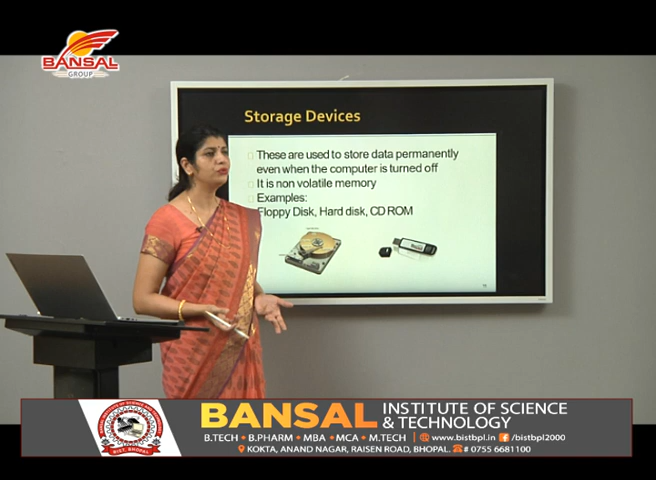 BANSAL
GROUP
Storage Devices
These are used to store data permanently
even when the computer is turned off
It is non volatile memory
Examples:
Floppy Disk, Hard disk, CD ROM
BANSAL INSTITUTE OF SCIENCE
& TECHNOLOGY
B.TECH • B.PHARM • MBA • MCA • M.TECH | www.bistbpl.in /bistbpl2000
KOKTA, ANAND NAGAR, RAISEN ROAD, BHOPAL. # 0755 6681100
BIST, BHOPAL